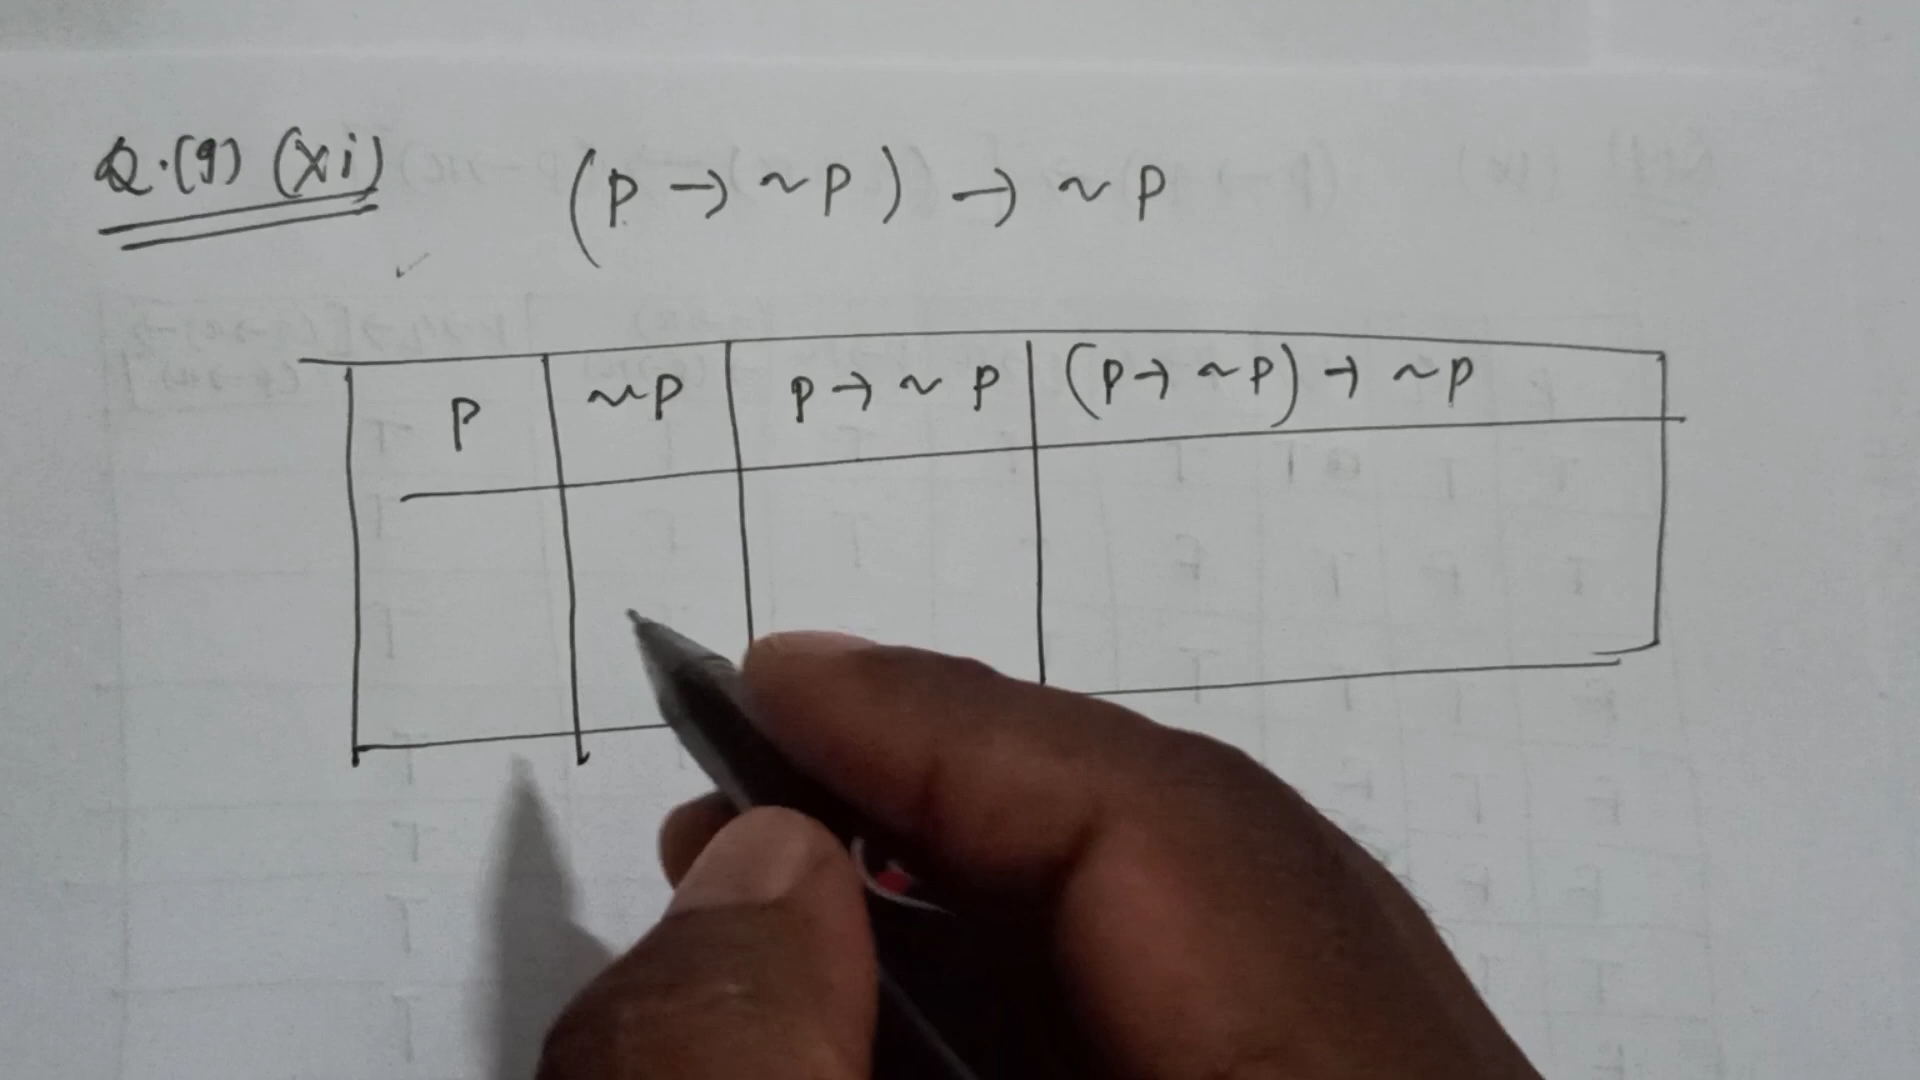 Q.(9) (xi) (P → ~P) → ~P
P ~P P → ~P (P → ~P) → ~P